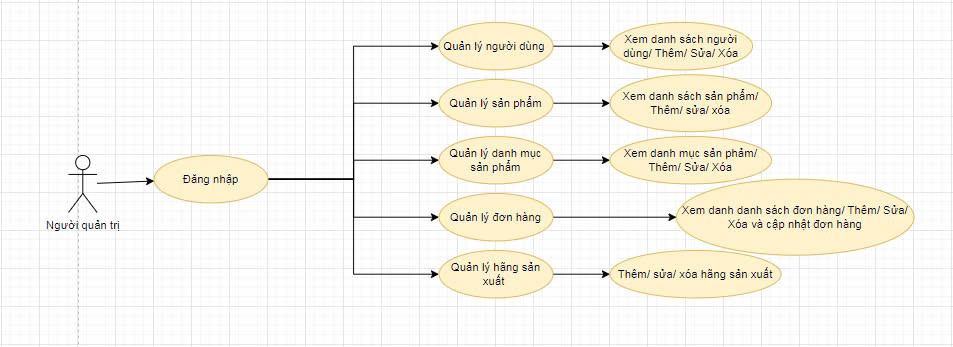 Người quản trị
Đăng nhập
Quản lý người dùng
Xem danh sách người
dùng/ Thêm/ Sửa/ Xóa
Quản lý sản phẩm
Xem danh sách sản phẩm/
Thêm/ sửa/ xóa
Quản lý danh mục
sản phẩm
Xem danh mục sản phẩm/
Thêm/ Sửa/ Xóa
Quản lý đơn hàng
Xem danh danh sách đơn hàng/ Thêm/ Sửa/
Xóa và cập nhật đơn hàng
Quản lý hãng sản
xuất
Thêm/ sửa/ xóa hãng sản xuất